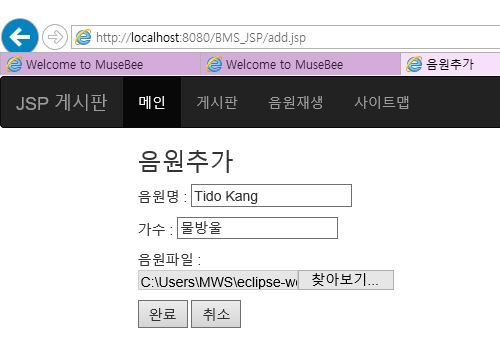 http://localhost:8080/BMS_JSP/add.jsp
Welcome to MuseBee Welcome to MuseBee 음원추가
JSP 게시판 메인 게시판 음원재생 사이트맵
음원추가
음원명 : Tido Kang
가수 : 물방울
음원파일 :
C:\Users\MWS\eclipse-wo 찾아보기...
완료 취소